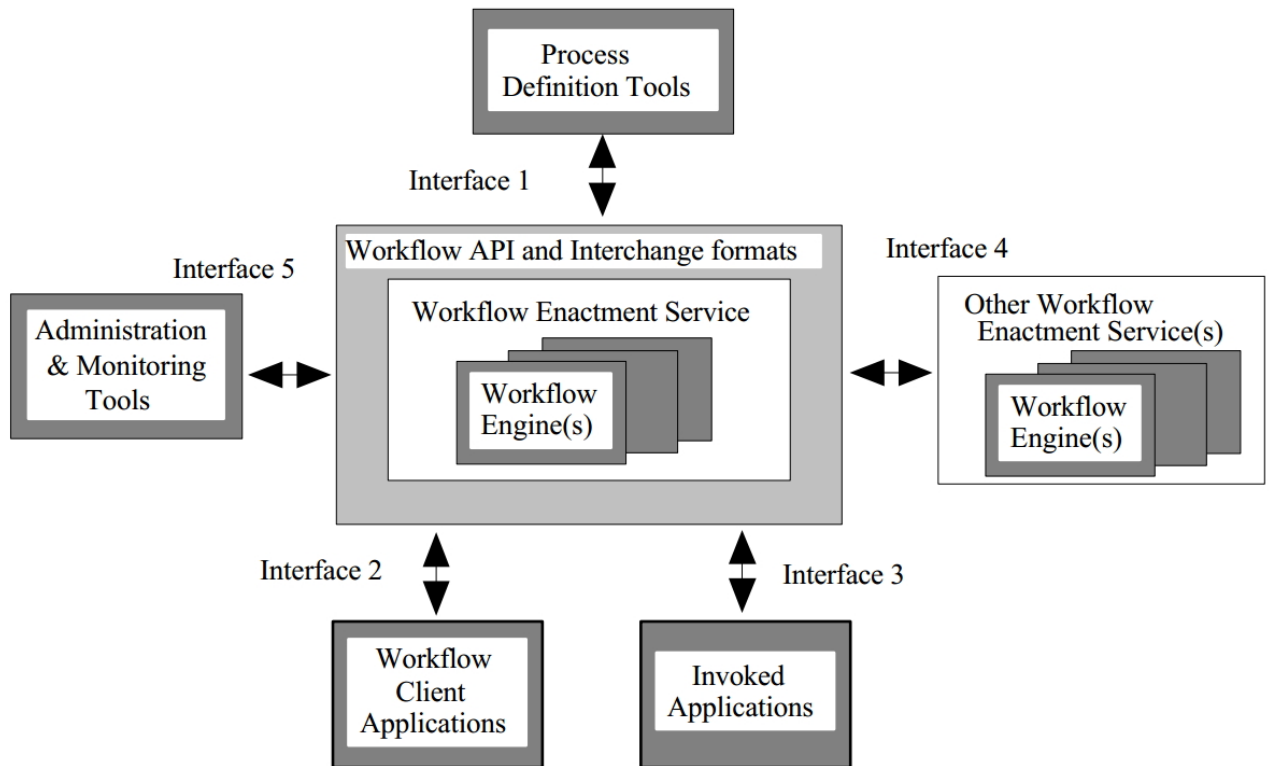 Process
Definition Tools
Interface 1
Workflow API and Interchange formats
Interface 4
Interface 5
Workflow Enactment Service
Other Workflow
Enactment Service(s)
Administration
& Monitoring
Tools
Workflow
Engine(s)
Workflow
Engine(s)
Interface 2
Interface 3
Workflow
Client
Applications
Invoked
Applications